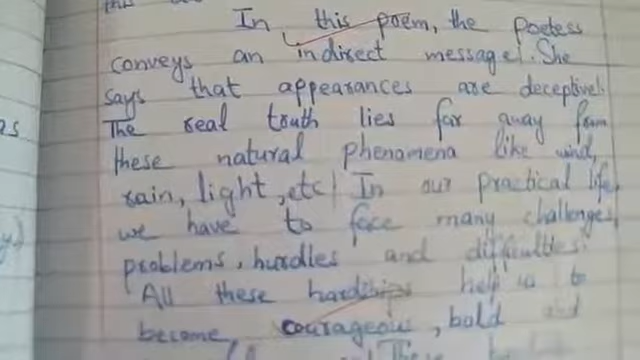 In this poem, the poetess
conveys an indirect message. She
says that appearances are deceptive.
The real truth lies far away from
these natural phenomena like wind,
rain, light, etc. In our practical life,
we have to face many challenges,
problems, hurdles and difficulties.
All these hardships help us to
become, courageous, bold and